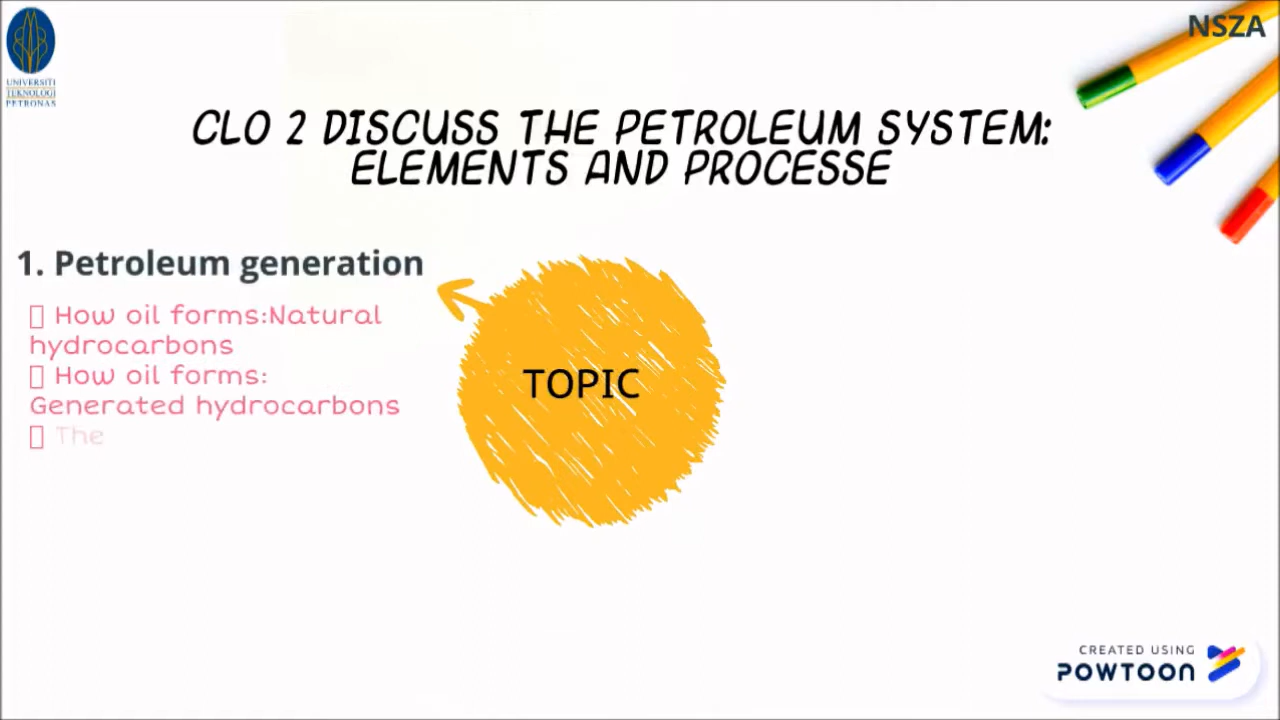 NSZA
UNIVERSITI
TEKNOLOGI
PETRONAS
CLO 2 DISCUSS THE PETROLEUM SYSTEM:
ELEMENTS AND PROCESSE
1. Petroleum generation
How oil forms:Natural
hydrocarbons
How oil forms:
Generated hydrocarbons
The
TOPIC
CREATED USING
POWTOON